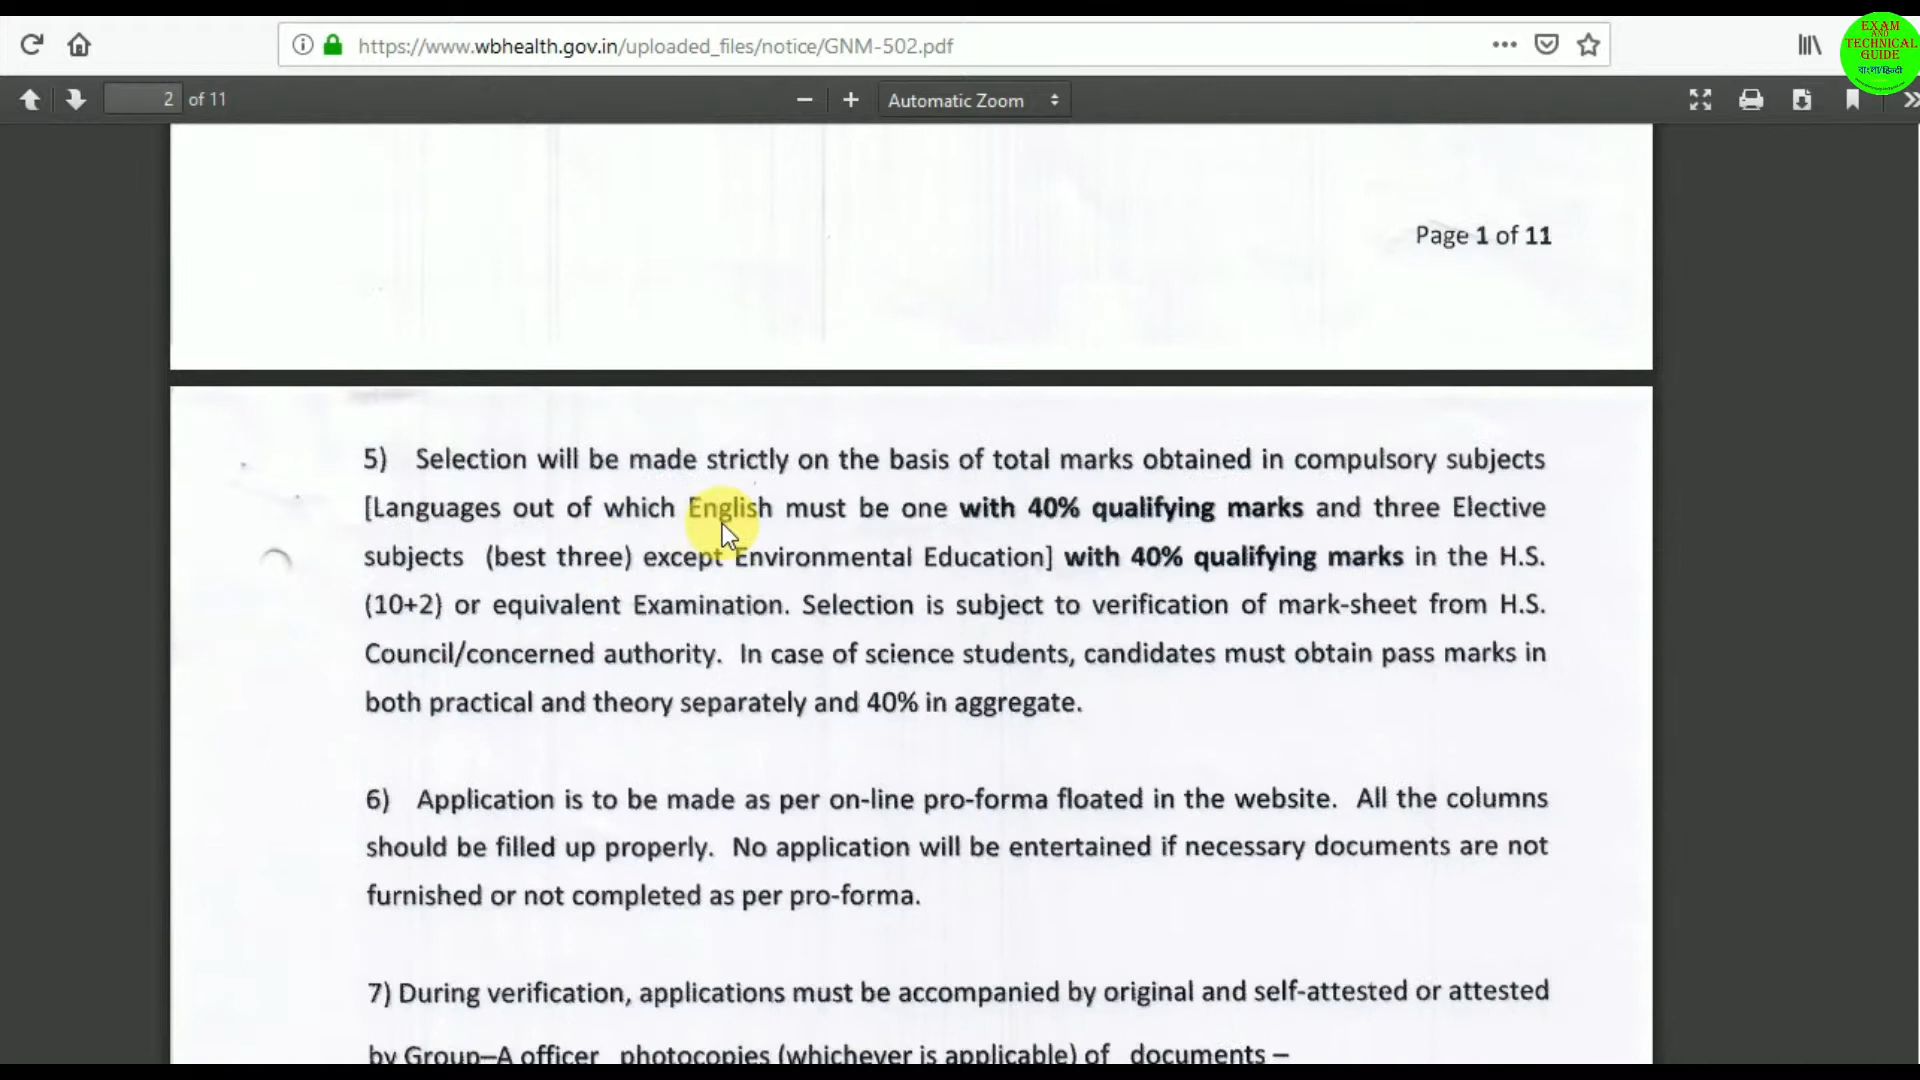 https://www.wbhealth.gov.in/uploaded_files/notice/GNM-502.pdf
EXAM
AND
TECHNICAL
GUIDE
বাংলা/हिन्दी
2 of 11
Automatic Zoom
Page 1 of 11
5) Selection will be made strictly on the basis of total marks obtained in compulsory subjects
[Languages out of which English must be one with 40% qualifying marks and three Elective
subjects (best three) except Environmental Education] with 40% qualifying marks in the H.S.
(10+2) or equivalent Examination. Selection is subject to verification of mark-sheet from H.S.
Council/concerned authority. In case of science students, candidates must obtain pass marks in
both practical and theory separately and 40% in aggregate.
6) Application is to be made as per on-line pro-forma floated in the website. All the columns
should be filled up properly. No application will be entertained if necessary documents are not
furnished or not completed as per pro-forma.
7) During verification, applications must be accompanied by original and self-attested or attested
by Group–A officer photocopies (whichever is applicable) of documents –